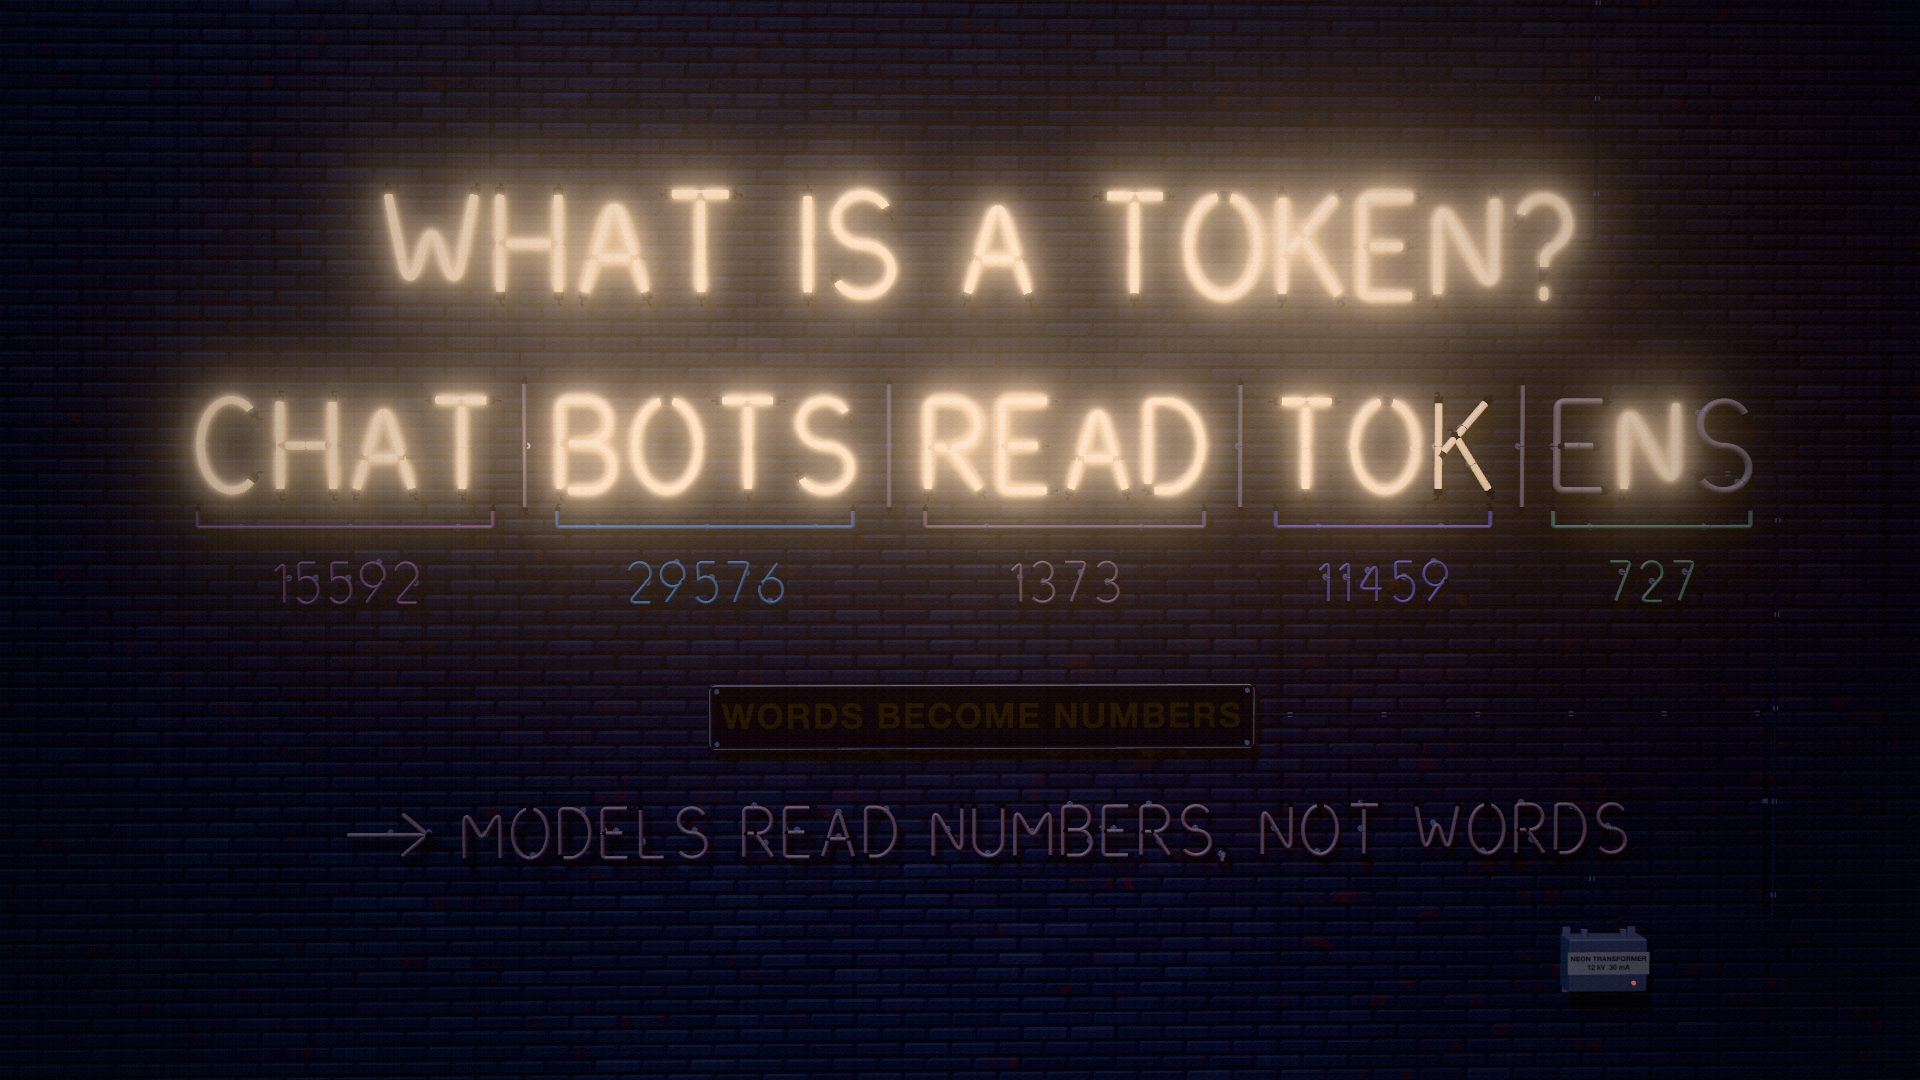 WHAT IS A TOKEN?
CHAT | BOTS | READ | TOK | ENS
15592 29576 1373 11459 727
WORDS BECOME NUMBERS
→ MODELS READ NUMBERS, NOT WORDS
NEON TRANSFORMER
12 kV 30 mA